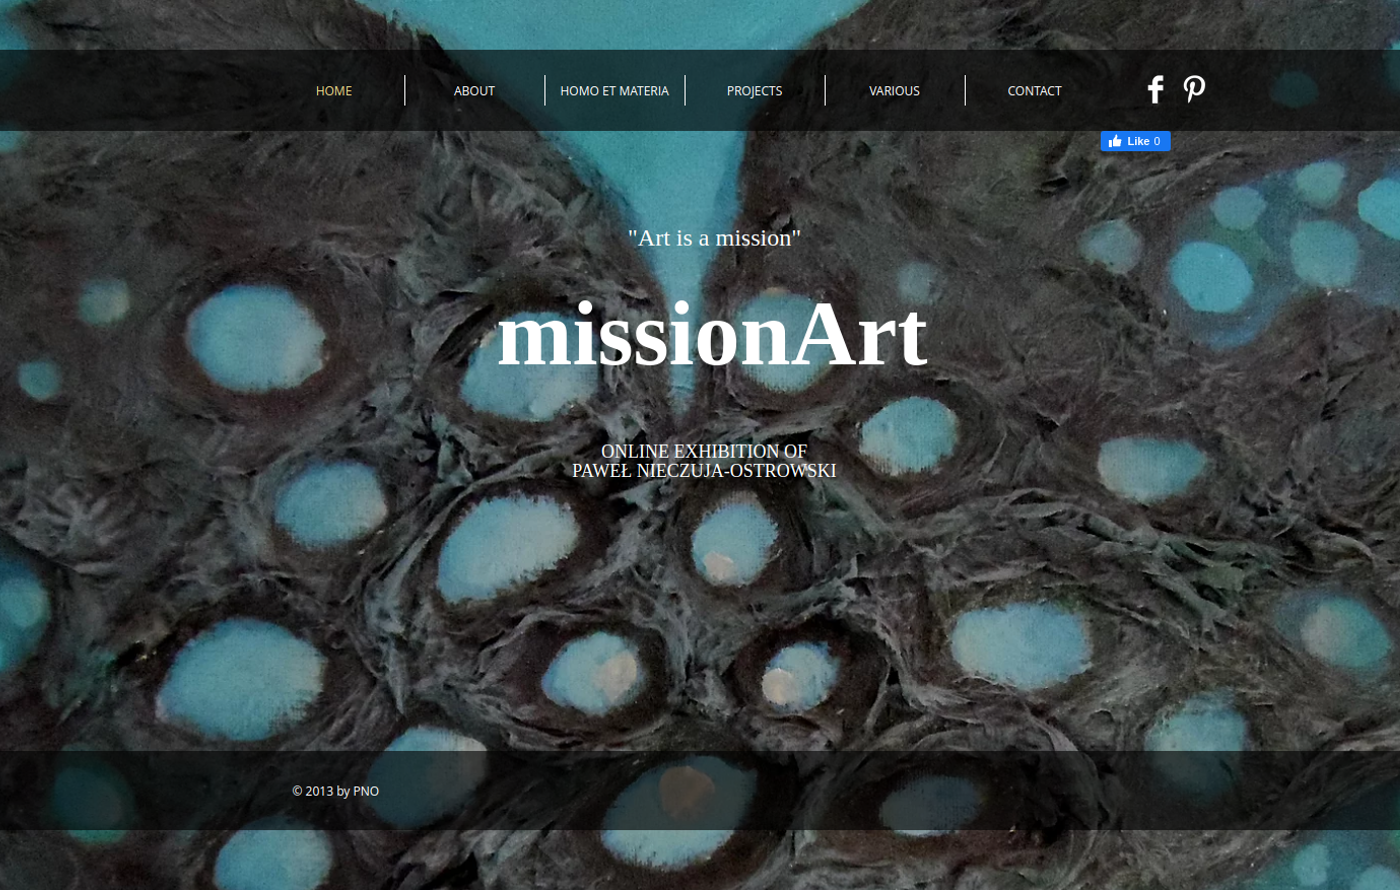 HOME
ABOUT
HOMO ET MATERIA
PROJECTS
VARIOUS
CONTACT
Like 0
"Art is a mission"
missionArt
ONLINE EXHIBITION OF
PAWEŁ NIECZUJA-OSTROWSKI
© 2013 by PNO